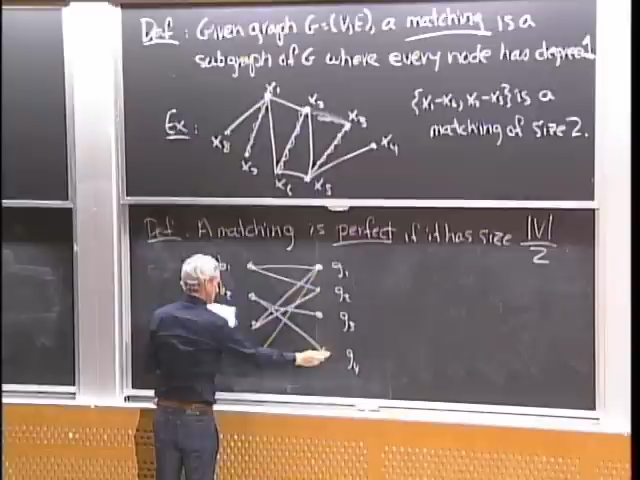 Def: Given graph G=(V,E), a matching is a
subgraph of G where every node has degree 1
{x₁-x₆, x₅-x₃} is a
matching of size 2.
Ex:
x₁
x₂
x₃
x₄
x₅
x₆
x₇
x₈
Def. A matching is perfect if it has size |V|/2
g₁
g₂
g₃
g₄